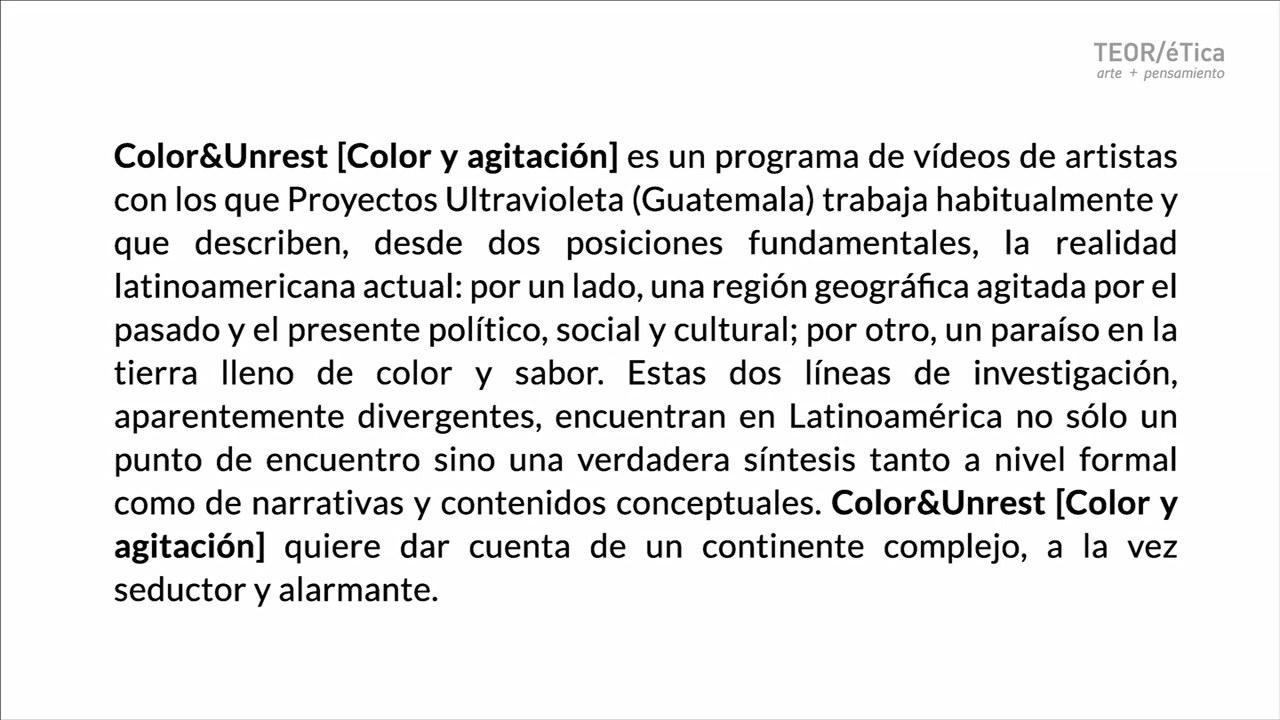 TEOR/éTica
arte + pensamiento
Color&Unrest [Color y agitación] es un programa de vídeos de artistas
con los que Proyectos Ultravioleta (Guatemala) trabaja habitualmente y
que describen, desde dos posiciones fundamentales, la realidad
latinoamericana actual: por un lado, una región geográfica agitada por el
pasado y el presente político, social y cultural; por otro, un paraíso en la
tierra lleno de color y sabor. Estas dos líneas de investigación,
aparentemente divergentes, encuentran en Latinoamérica no sólo un
punto de encuentro sino una verdadera síntesis tanto a nivel formal
como de narrativas y contenidos conceptuales. Color&Unrest [Color y
agitación] quiere dar cuenta de un continente complejo, a la vez
seductor y alarmante.